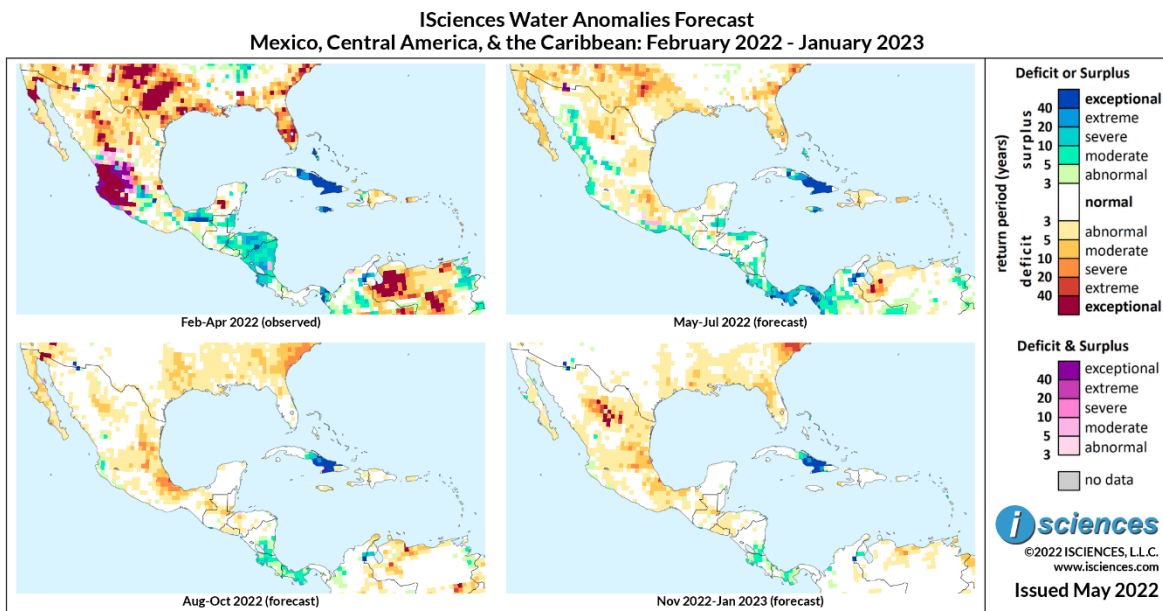 ISciences Water Anomalies Forecast
Mexico, Central America, & the Caribbean: February 2022 - January 2023
Feb-Apr 2022 (observed)
May-Jul 2022 (forecast)
Aug-Oct 2022 (forecast)
Nov 2022-Jan 2023 (forecast)
Deficit or Surplus
return period (years)
surplus
deficit
exceptional
40
extreme
20
severe
10
moderate
5
abnormal
3
normal
3
abnormal
5
moderate
10
severe
20
extreme
40
exceptional
Deficit & Surplus
exceptional
40
extreme
20
severe
10
moderate
5
abnormal
3
no data
i sciences
©2022 ISCIENCES, L.L.C.
www.isciences.com
Issued May 2022